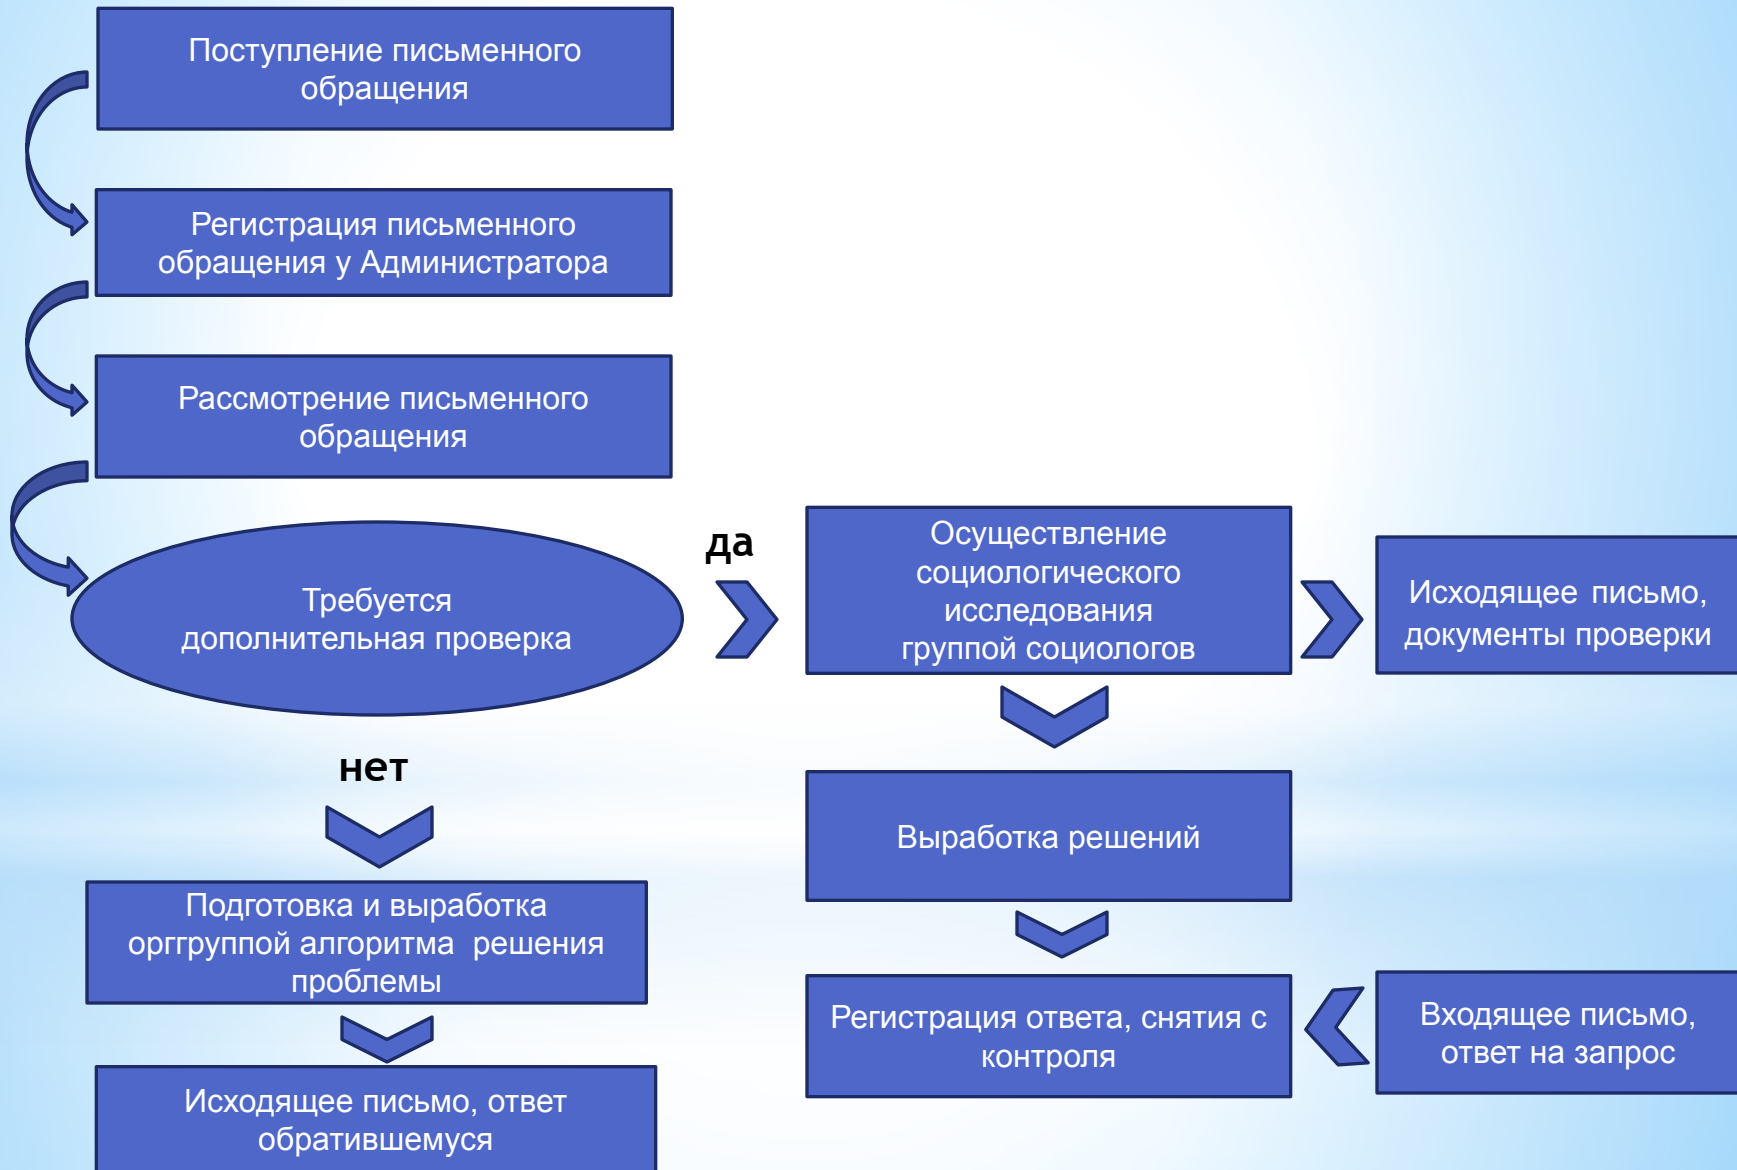 Поступление письменного
обращения
Регистрация письменного
обращения у Администратора
Рассмотрение письменного
обращения
Требуется
дополнительная проверка
да
Осуществление
социологического
исследования
группой социологов
Исходящее письмо,
документы проверки
нет
Выработка решений
Подготовка и выработка
оргогруппой алгоритма решения
проблемы
Регистрация ответа, снятия с
контроля
Входящее письмо,
ответ на запрос
Исходящее письмо, ответ
обратившемуся